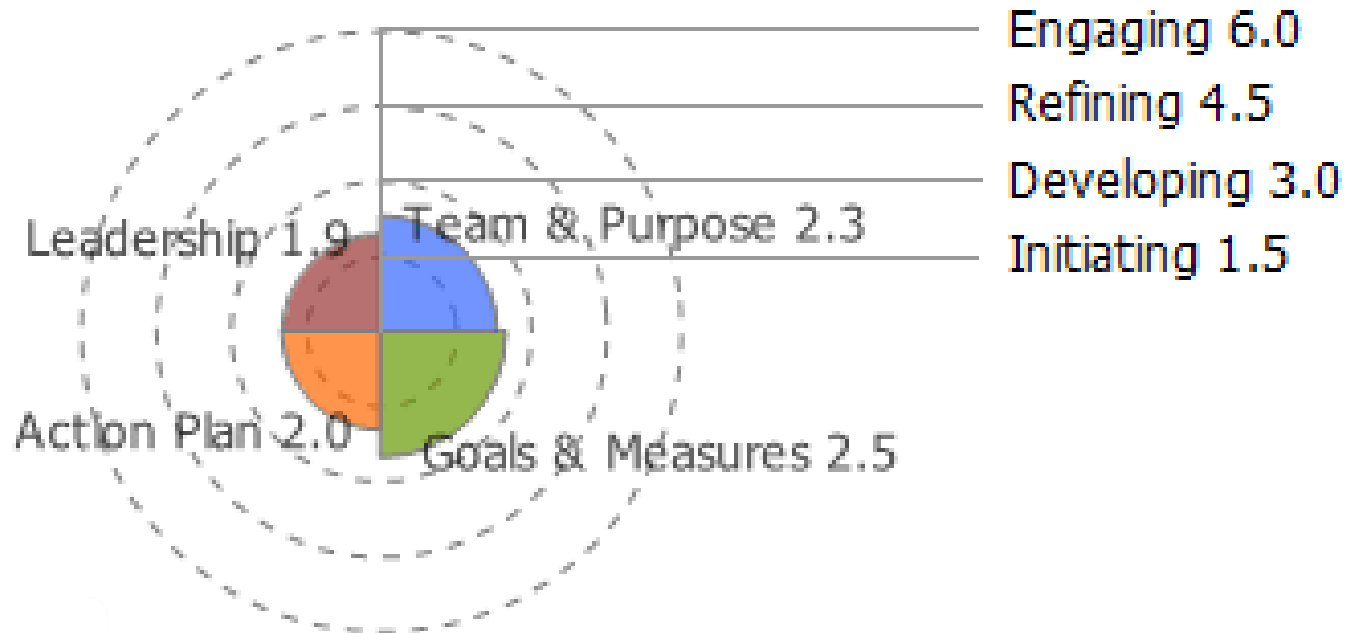 Engaging 6.0
Refining 4.5
Developing 3.0
Leadership 1.9
Team & Purpose 2.3
Initiating 1.5
Action Plan 2.0
Goals & Measures 2.5